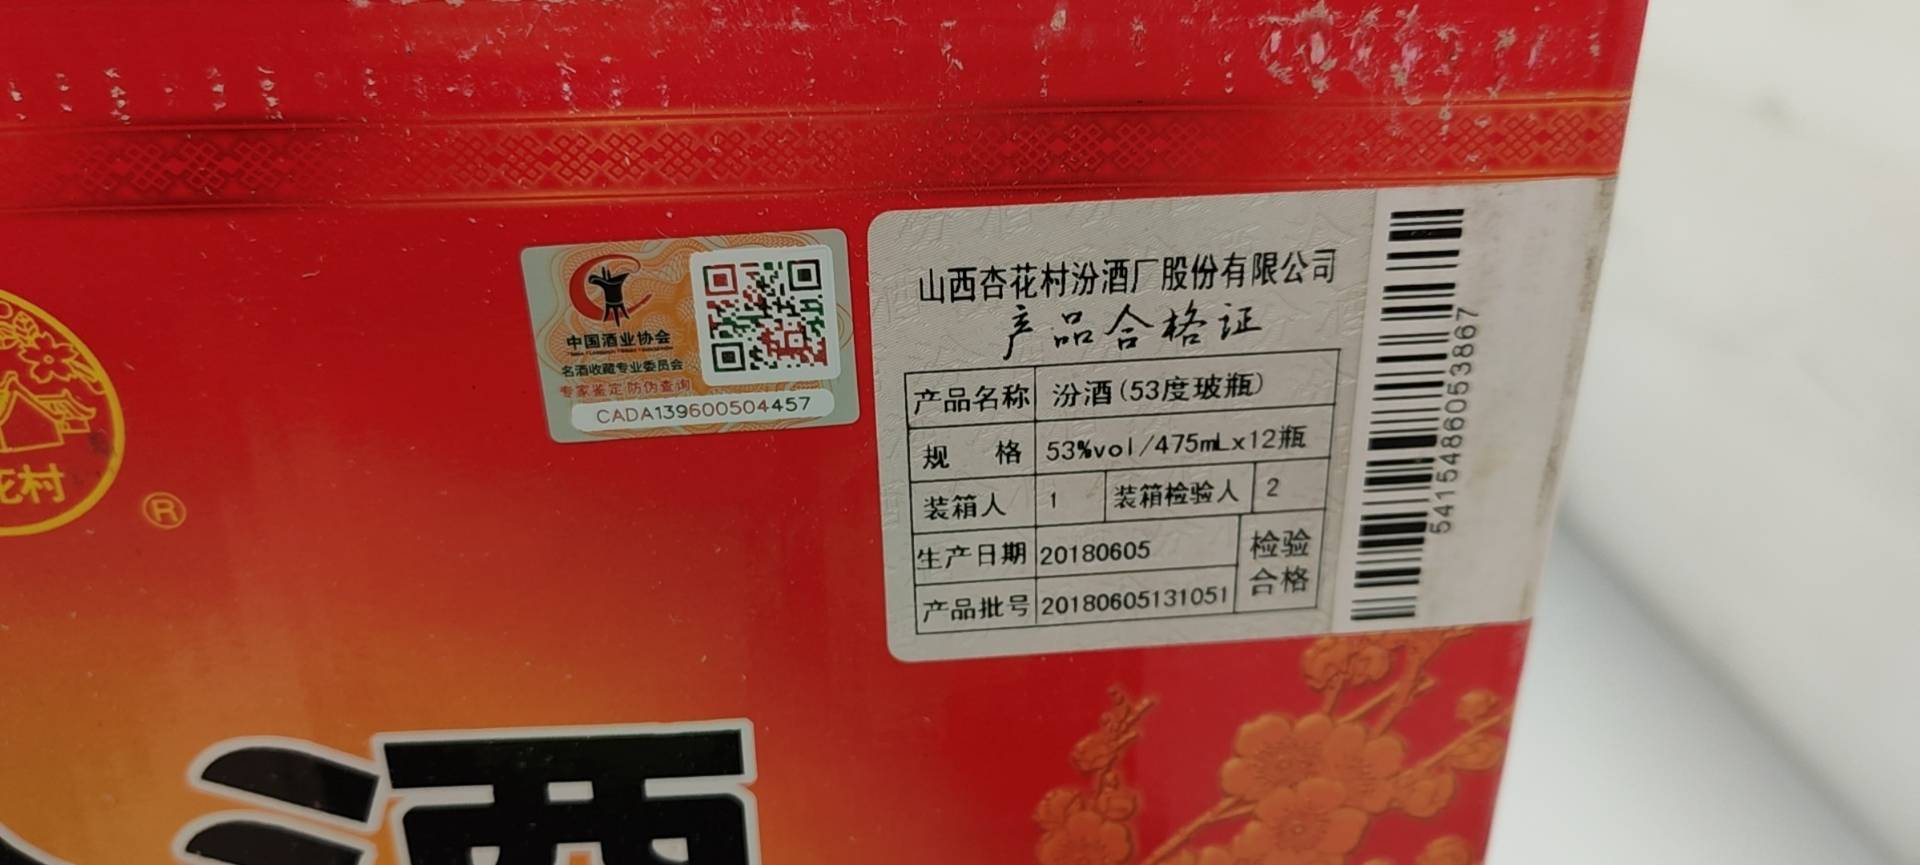 中国酒业协会
名酒收藏专业委员会
专家鉴定 防伪查询
CADA139600504457
山西杏花村汾酒厂股份有限公司
产品合格证
产品名称 汾酒(53度玻瓶)
规 格 53%vol/475mLx12瓶
装箱人 1 装箱检验人 2
生产日期 20180605 检验
产品批号 20180605131051 合格
5415486053867
花村
®
酒